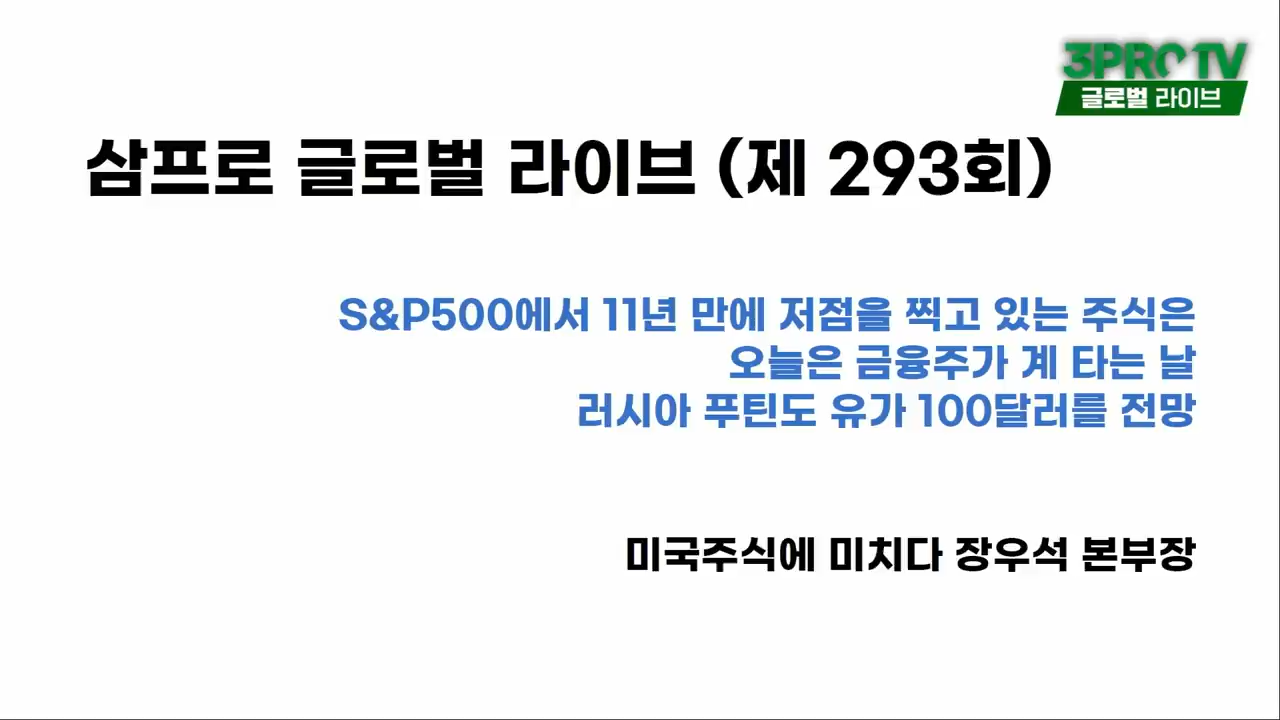 3PRO TV
글로벌 라이브
삼프로 글로벌 라이브 (제 293회)
S&P500에서 11년 만에 저점을 찍고 있는 주식은
오늘은 금융주가 계 타는 날
러시아 푸틴도 유가 100달러를 전망
미국주식에 미치다 장우석 본부장